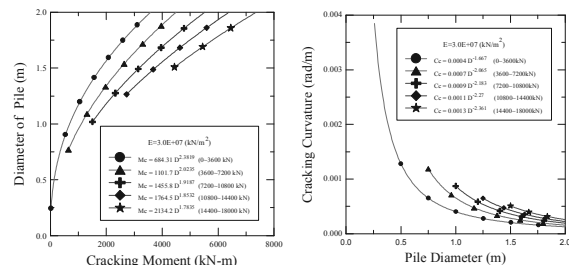 2.0
1.5
1.0
0.5
0.0
Diameter of Pile (m)
E=3.0E+07 (kN/m²)
Mc = 684.31 D^2.3819 (0–3600 kN)
Mc = 1101.7 D^2.0235 (3600–7200 kN)
Mc = 1455.8 D^1.9187 (7200–10800 kN)
Mc = 1764.5 D^1.8532 (10800–14400 kN)
Mc = 2134.2 D^1.7835 (14400–18000 kN)
0 2000 4000 6000 8000
Cracking Moment (kN-m)
0.004
0.003
0.002
0.001
0.000
Cracking Curvature (rad/m)
E=3.0E+07 (kN/m²)
Cc = 0.0004 D^-1.667 (0–3600kN)
Cc = 0.0007 D^-2.065 (3600–7200kN)
Cc = 0.0009 D^-2.183 (7200–10800kN)
Cc = 0.0011 D^-2.27 (10800–14400kN)
Cc = 0.0013 D^-2.361 (14400–18000kN)
0.0 0.5 1.0 1.5 2.0
Pile Diameter (m)